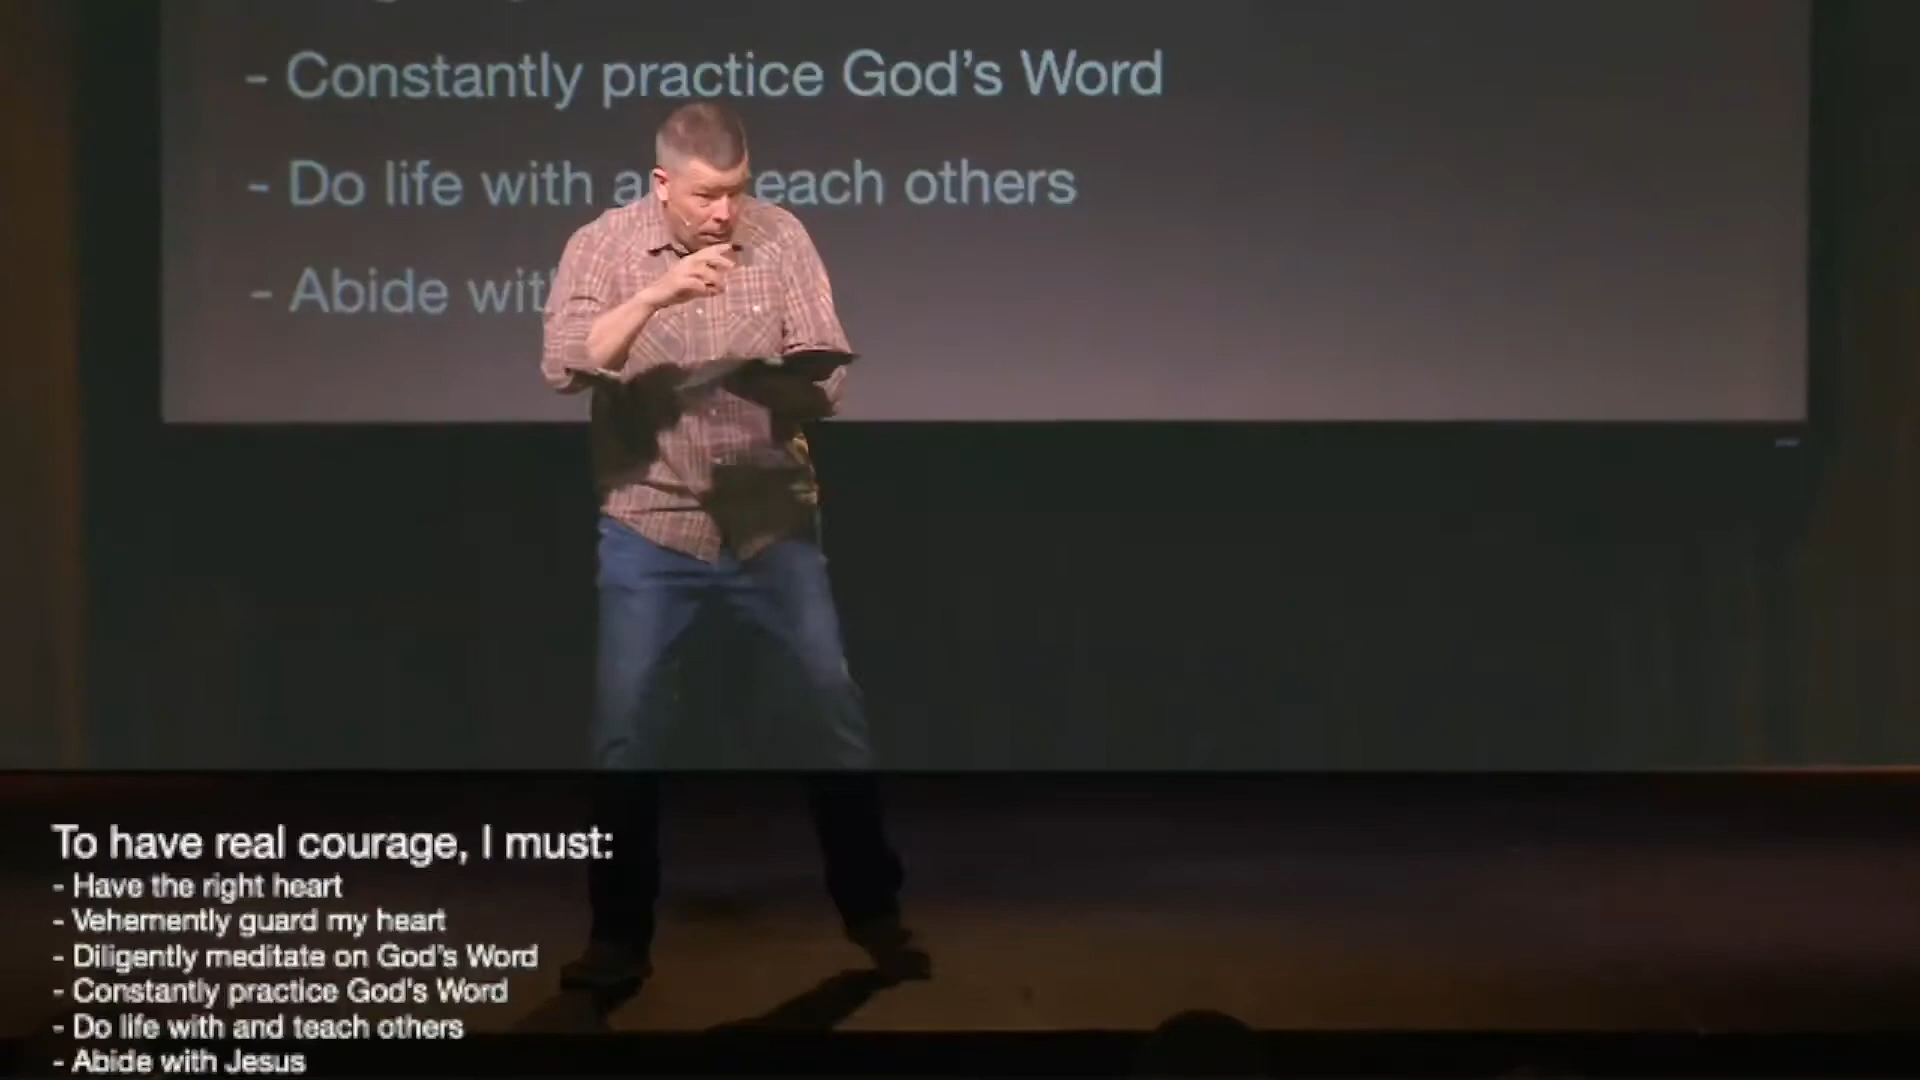 - Constantly practice God's Word
- Do life with a each others
- Abide wit
To have real courage, I must:
- Have the right heart
- Vehemently guard my heart
- Diligently meditate on God's Word
- Constantly practice God's Word
- Do life with and teach others
- Abide with Jesus